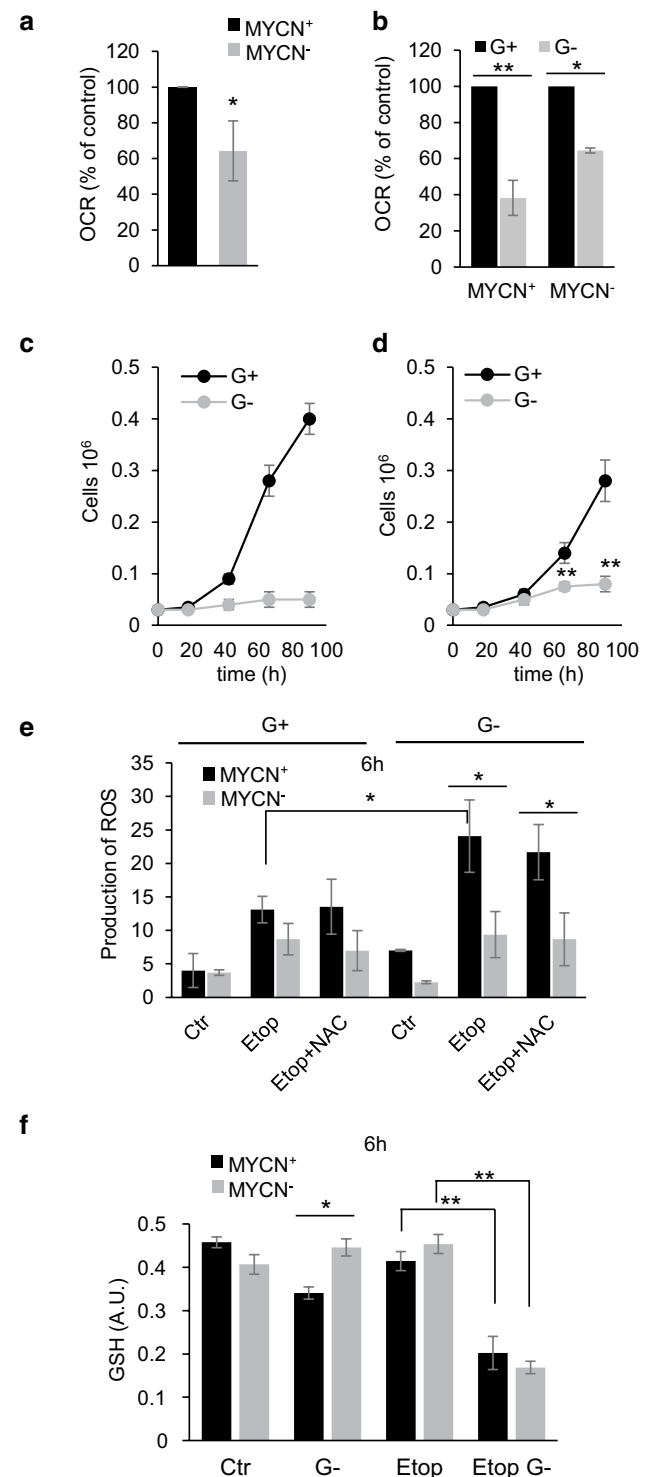 a
MYCN⁺
MYCN⁻
OCR (% of control)
120
100
80
60
40
20
0
*
b
G+ G-
OCR (% of control)
120
100
80
60
40
20
0
** *
MYCN⁺ MYCN⁻
c
G+
G-
Cells 10⁶
0.5
0.4
0.3
0.2
0.1
0
0 20 40 60 80 100
time (h)
d
G+
G-
Cells 10⁶
0.5
0.4
0.3
0.2
0.1
0
** **
0 20 40 60 80 100
time (h)
e
G+ G-
6h
MYCN⁺
MYCN⁻
Production of ROS
35
30
25
20
15
10
5
0
* * *
Ctr Etop Etop+NAC Ctr Etop Etop+NAC
f
6h
MYCN⁺
MYCN⁻
GSH (A.U.)
0.5
0.4
0.3
0.2
0.1
0
* ** **
Ctr G- Etop Etop G-